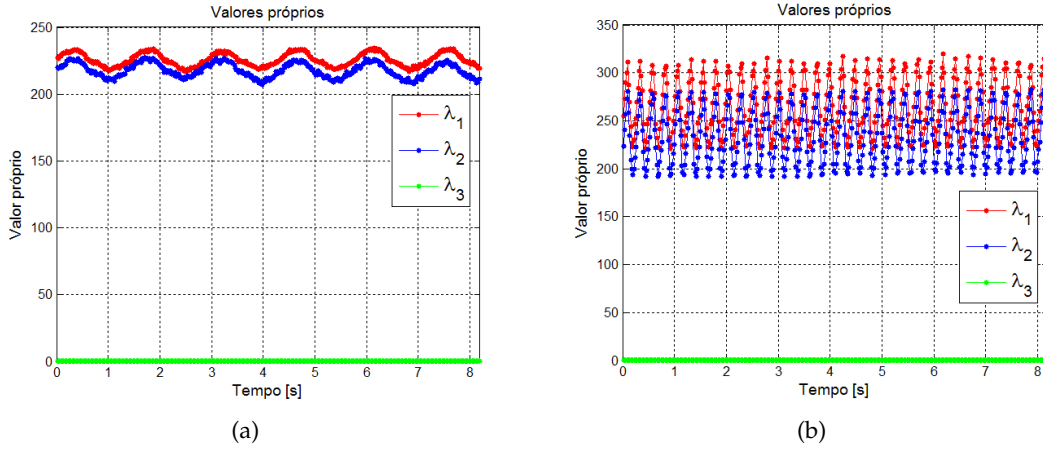 Valores próprios
250
200
150
100
50
0
Valor próprio
0 1 2 3 4 5 6 7 8
Tempo [s]
λ1
λ2
λ3
(a)
Valores próprios
350
300
250
200
150
100
50
0
Valor próprio
0 1 2 3 4 5 6 7 8
Tempo [s]
λ1
λ2
λ3
(b)